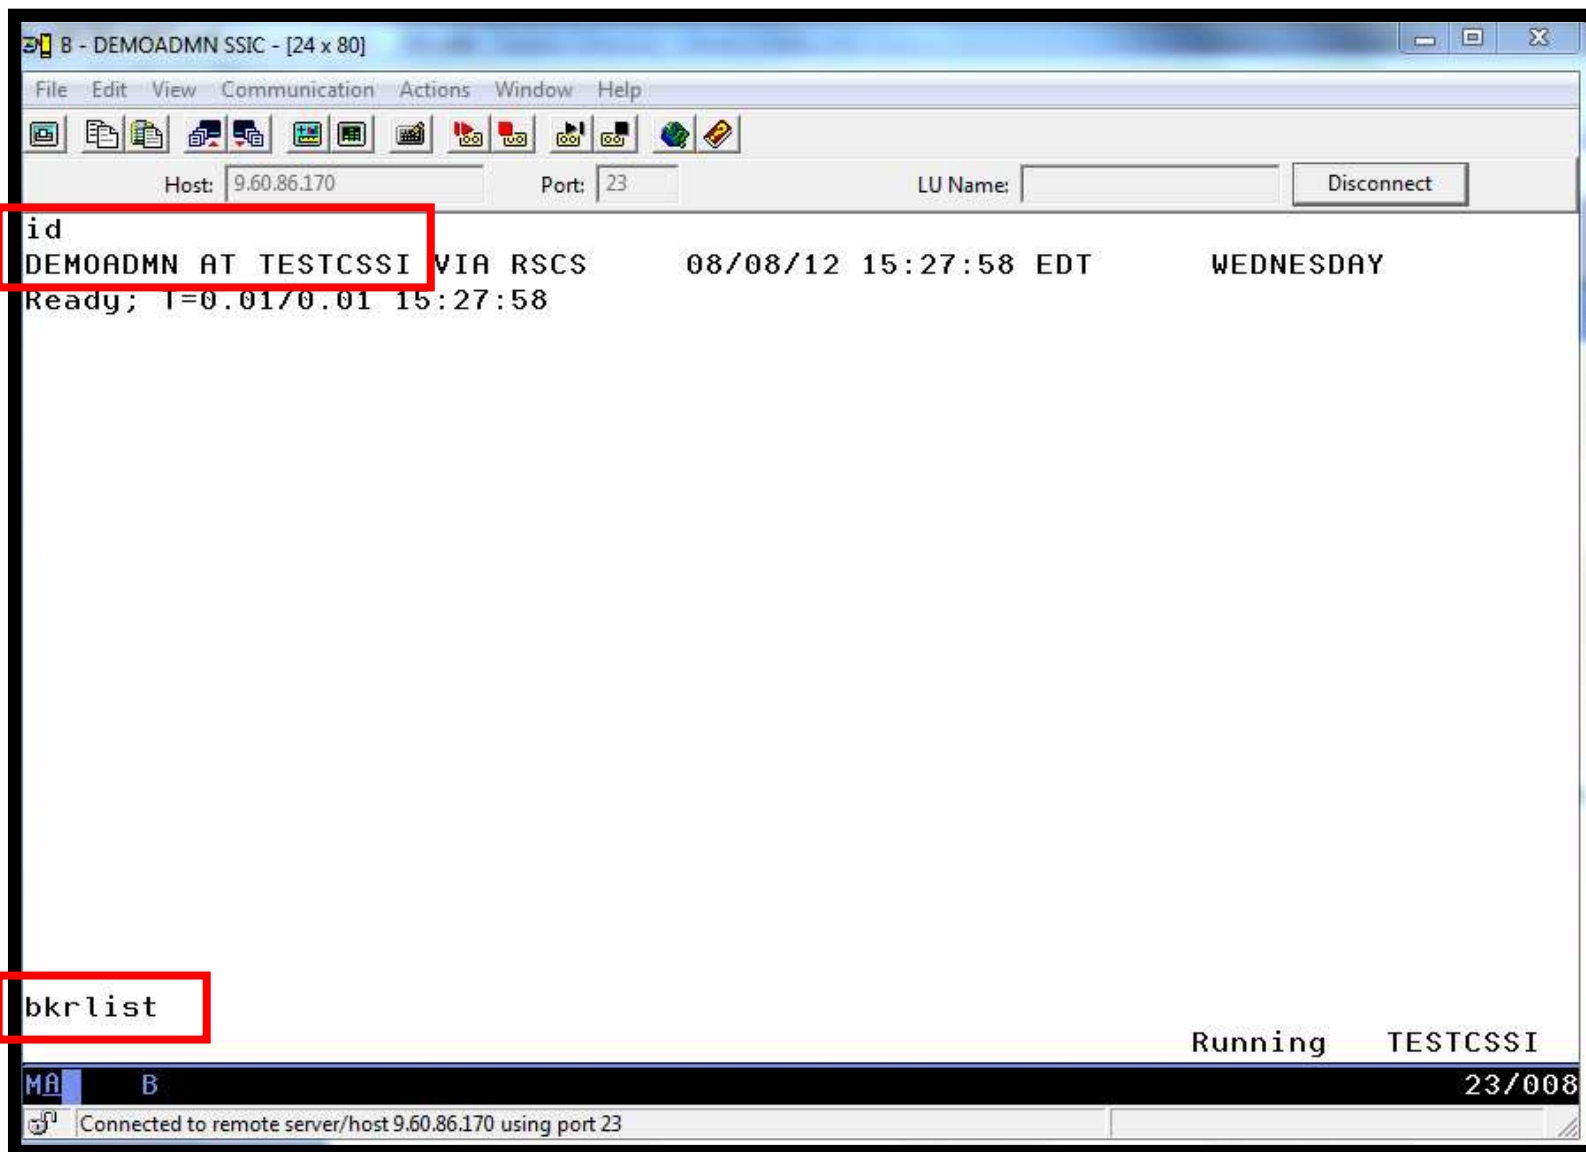 B - DEMOADMN SSIC - [24 x 80]
File Edit View Communication Actions Window Help
Host: 9.60.86.170 Port: 23 LU Name: Disconnect
id
DEMOADMN AT TESTCSSI VIA RSCS 08/08/12 15:27:58 EDT WEDNESDAY
Ready; T=0.01/0.01 15:27:58
bkrlist
Running TESTCSSI
MA B 23/008
Connected to remote server/host 9.60.86.170 using port 23